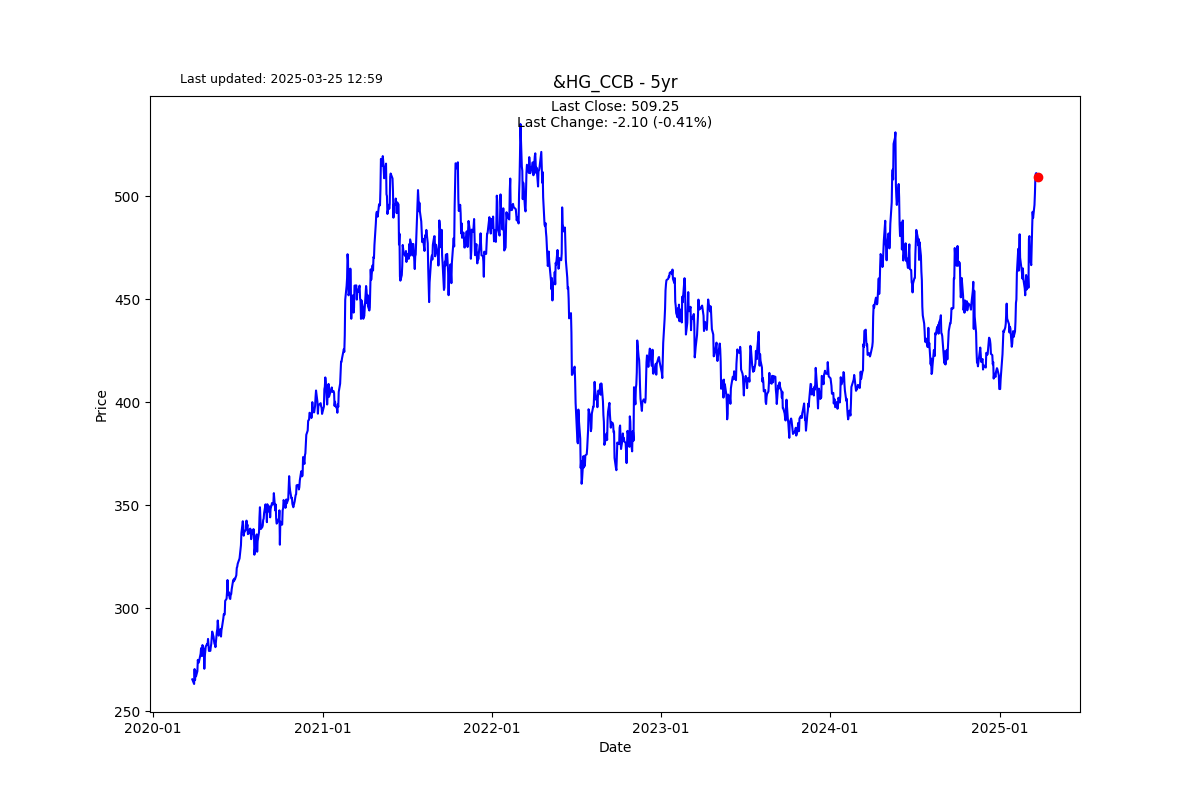 Last updated: 2025-03-25 12:59
&HG_CCB - 5yr
Last Close: 509.25
Last Change: -2.10 (-0.41%)
Price
500
450
400
350
300
250
2020-01
2021-01
2022-01
2023-01
2024-01
2025-01
Date